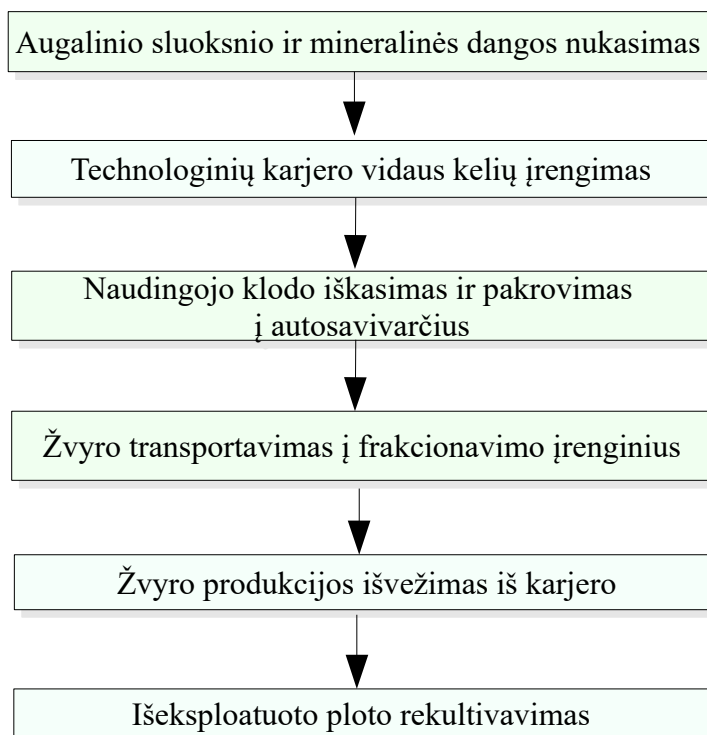 Augalinio sluoksnio ir mineralinės dangos nukasimas
Technologinių karjero vidaus kelių įrengimas
Naudingojo klodo iškasimas ir pakrovimas
į autosavivarčius
Žvyro transportavimas į frakcionavimo įrenginius
Žvyro produkcijos išvežimas iš karjero
Išeksploatuoto ploto rekultivavimas